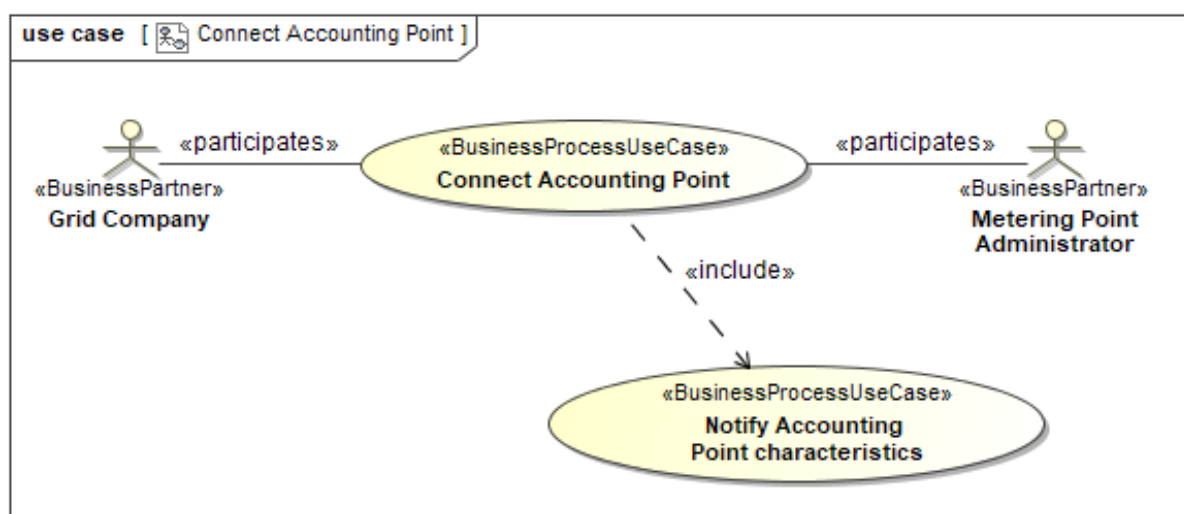 use case [ Connect Accounting Point ]
«participates»
«BusinessProcessUseCase»
Connect Accounting Point
«participates»
«BusinessPartner»
Grid Company
«BusinessPartner»
Metering Point
Administrator
«include»
«BusinessProcessUseCase»
Notify Accounting
Point characteristics